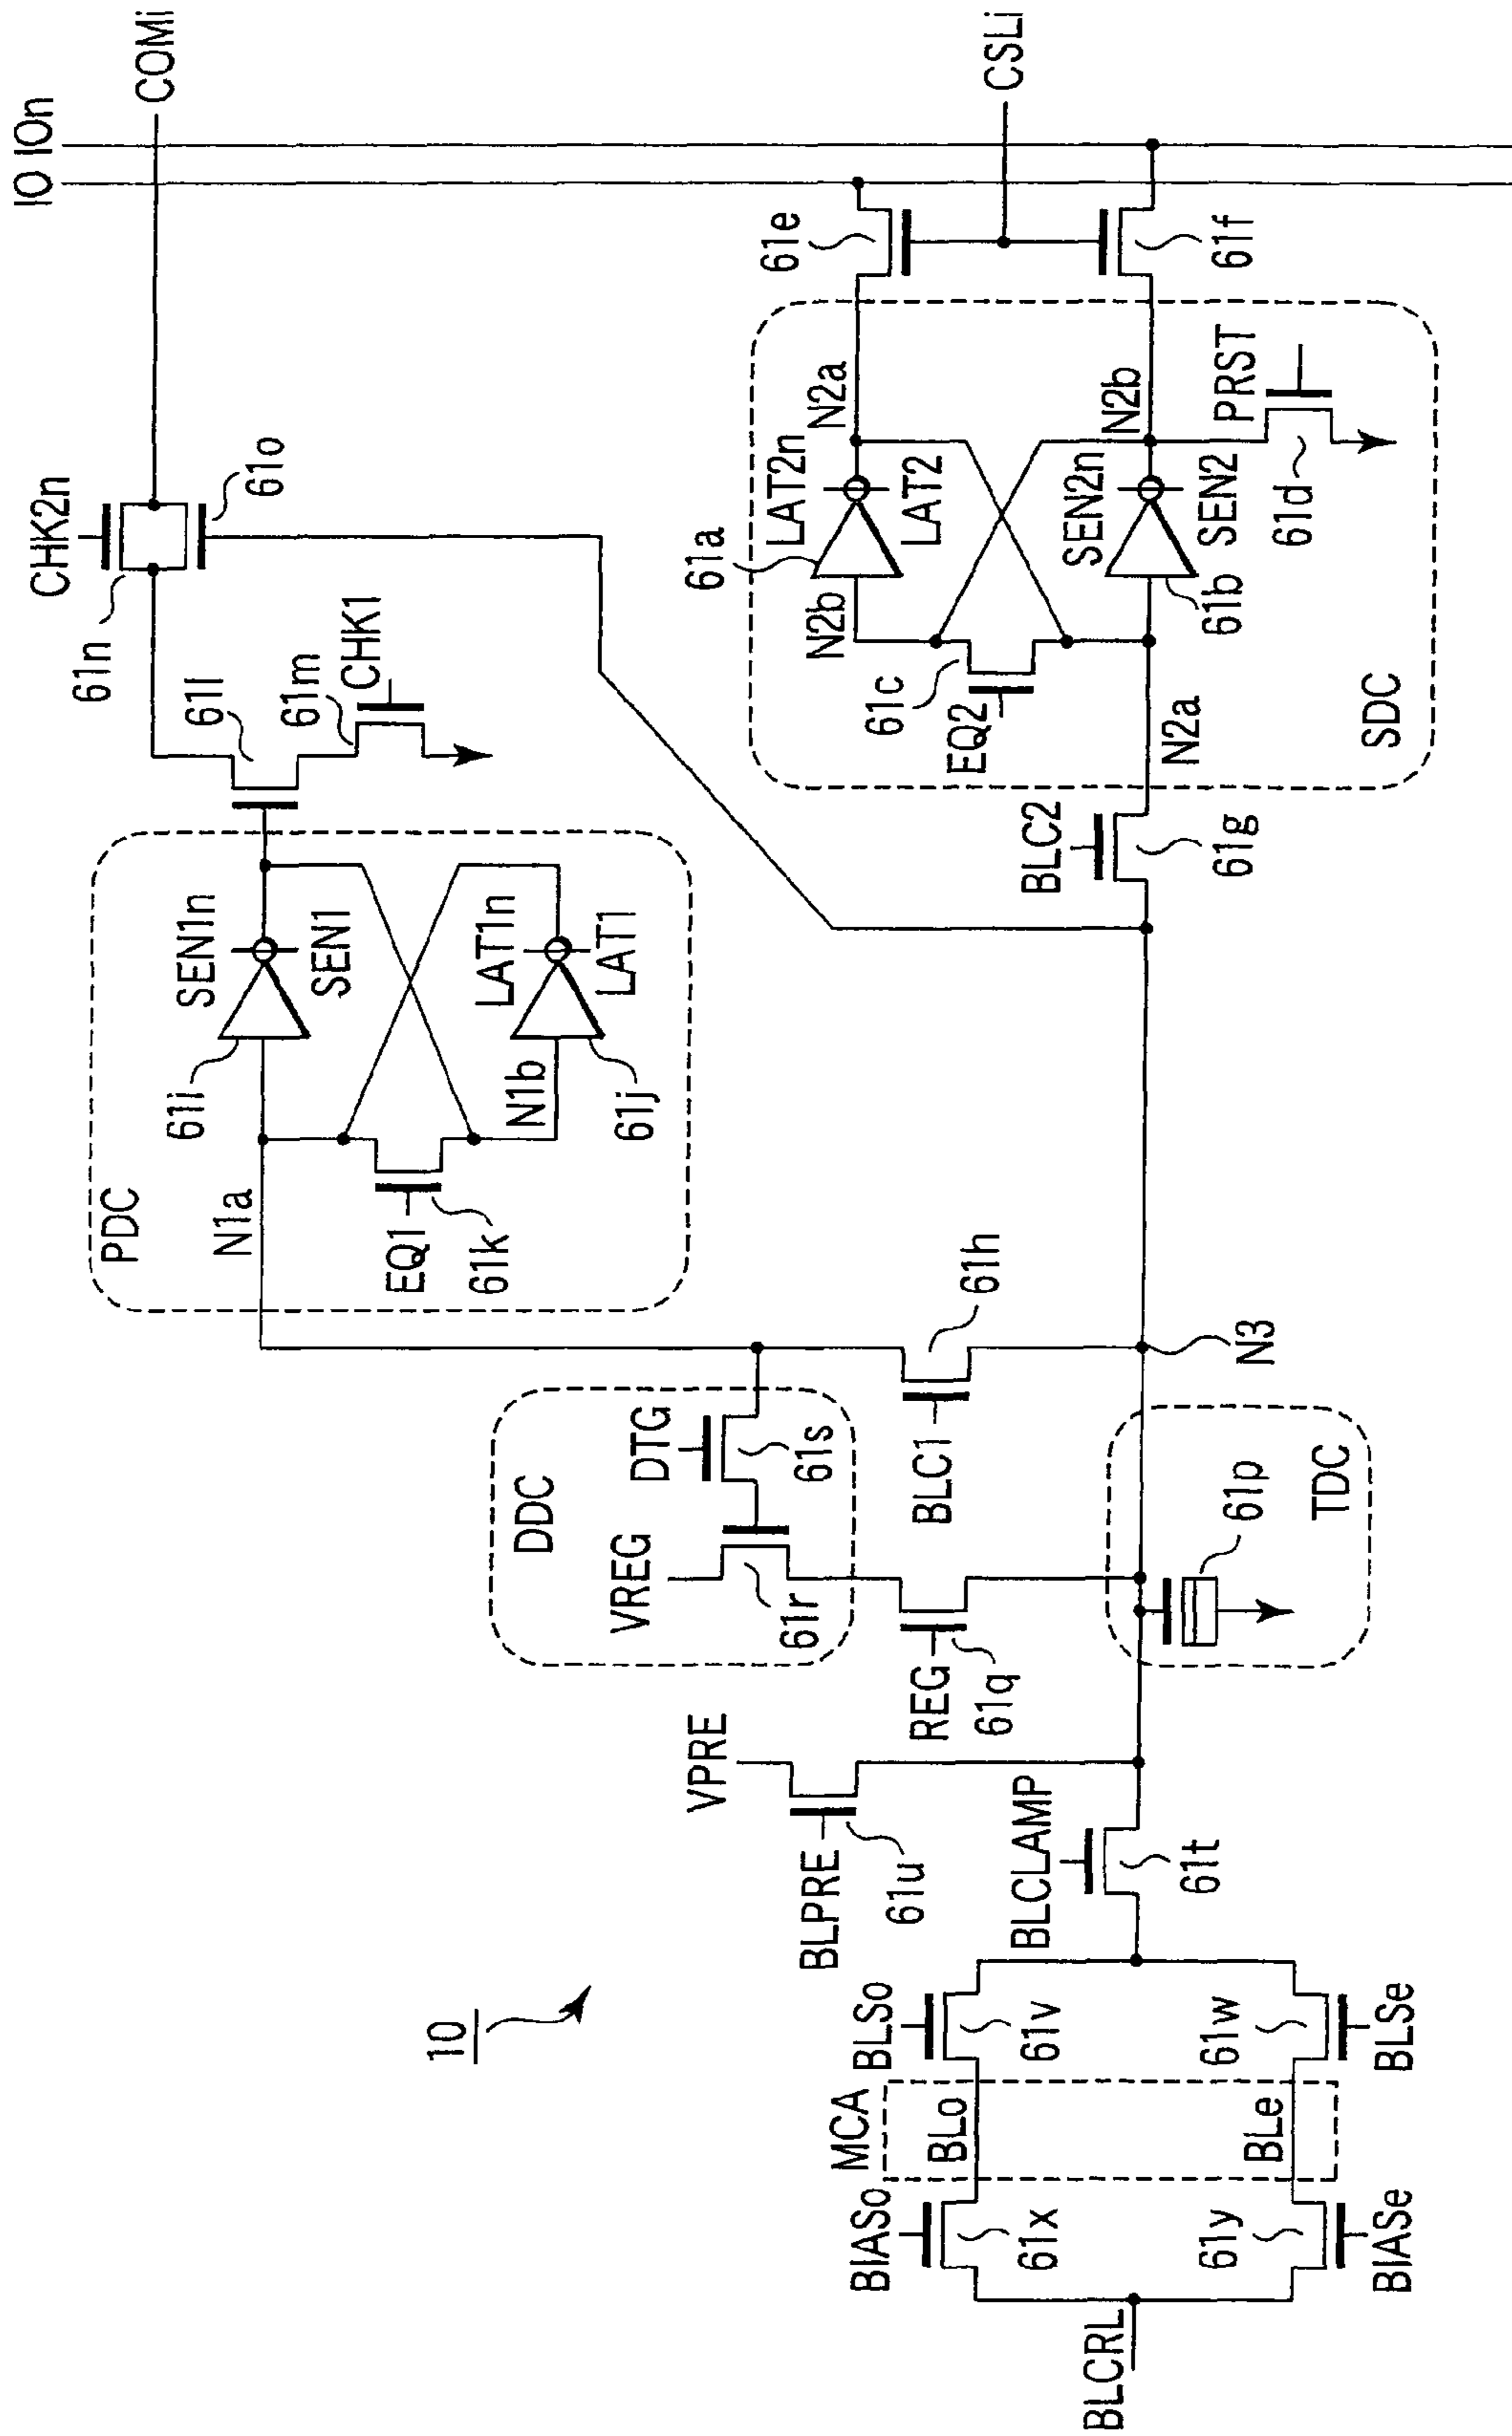 10
BLCRL
BIASo
61x
61y
BIASe
MCA
BLo
BLe
BLSo
61v
61w
BLSe
BLCLAMP
61t
VPRE
BLPRE
61u
DDC
VREG
61r
DTG
61s
REG
61q
TDC
61p
BLC1
61h
N3
PDC
N1a
61i
SEN1n
SEN1
EQ1
61k
N1b
LAT1n
LAT1
61j
61l
61m
CHK1
61n
CHK2n
61o
COMi
BLC2
61g
SDC
N2a
EQ2
61c
N2b
61a
LAT2n
LAT2
N2a
SEN2n
SEN2
61b
N2b
PRST
61d
61e
61f
CSLi
IO IOn